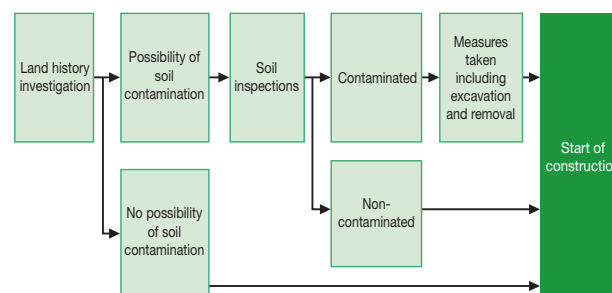 Land history
investigation
Possibility of
soil
contamination
Soil
inspections
Contaminated
Measures
taken
including
excavation
and removal
Start of
constructio
No possibility
of soil
contamination
Non-
contaminated